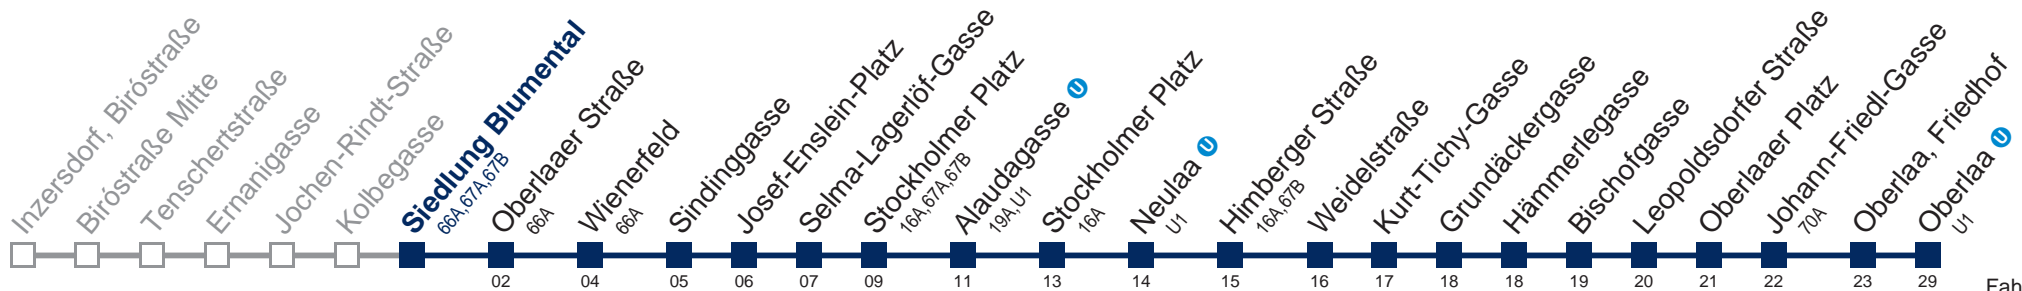 Inzersdorf, Biróstraße
Biróstraße Mitte
Tenschertstraße
Ernanigasse
Jochen-Rindt-Straße
Kolbegasse
Siedlung Blumental
66A,67A,67B
Oberlaaer Straße
66A
Wienerfeld
66A
Sindinggasse
Josef-Enslein-Platz
Selma-Lagerlöf-Gasse
Stockholmer Platz
16A,67A,67B
Alaudagasse U
19A,U1
Stockholmer Platz
16A
Neulaa U
U1
Himberger Straße
16A,67B
Weidelstraße
Kurt-Tichy-Gasse
Grundäckergasse
Hämmerlegasse
Bischofgasse
Leopoldsdorfer Straße
Oberlaaer Platz
Johann-Friedl-Gasse
70A
Oberlaa, Friedhof
Oberlaa U
U1
02 04 05 06 07 09 11 13 14 15 16 17 18 18 19 20 21 22 23 29 Fah